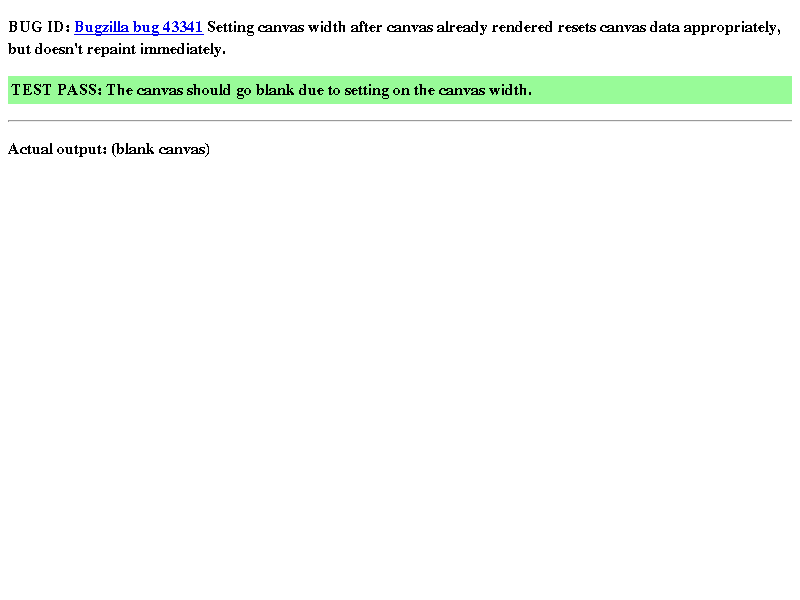 BUG ID: Bugzilla bug 43341 Setting canvas width after canvas already rendered resets canvas data appropriately,
but doesn't repaint immediately.
TEST PASS: The canvas should go blank due to setting on the canvas width.
Actual output: (blank canvas)